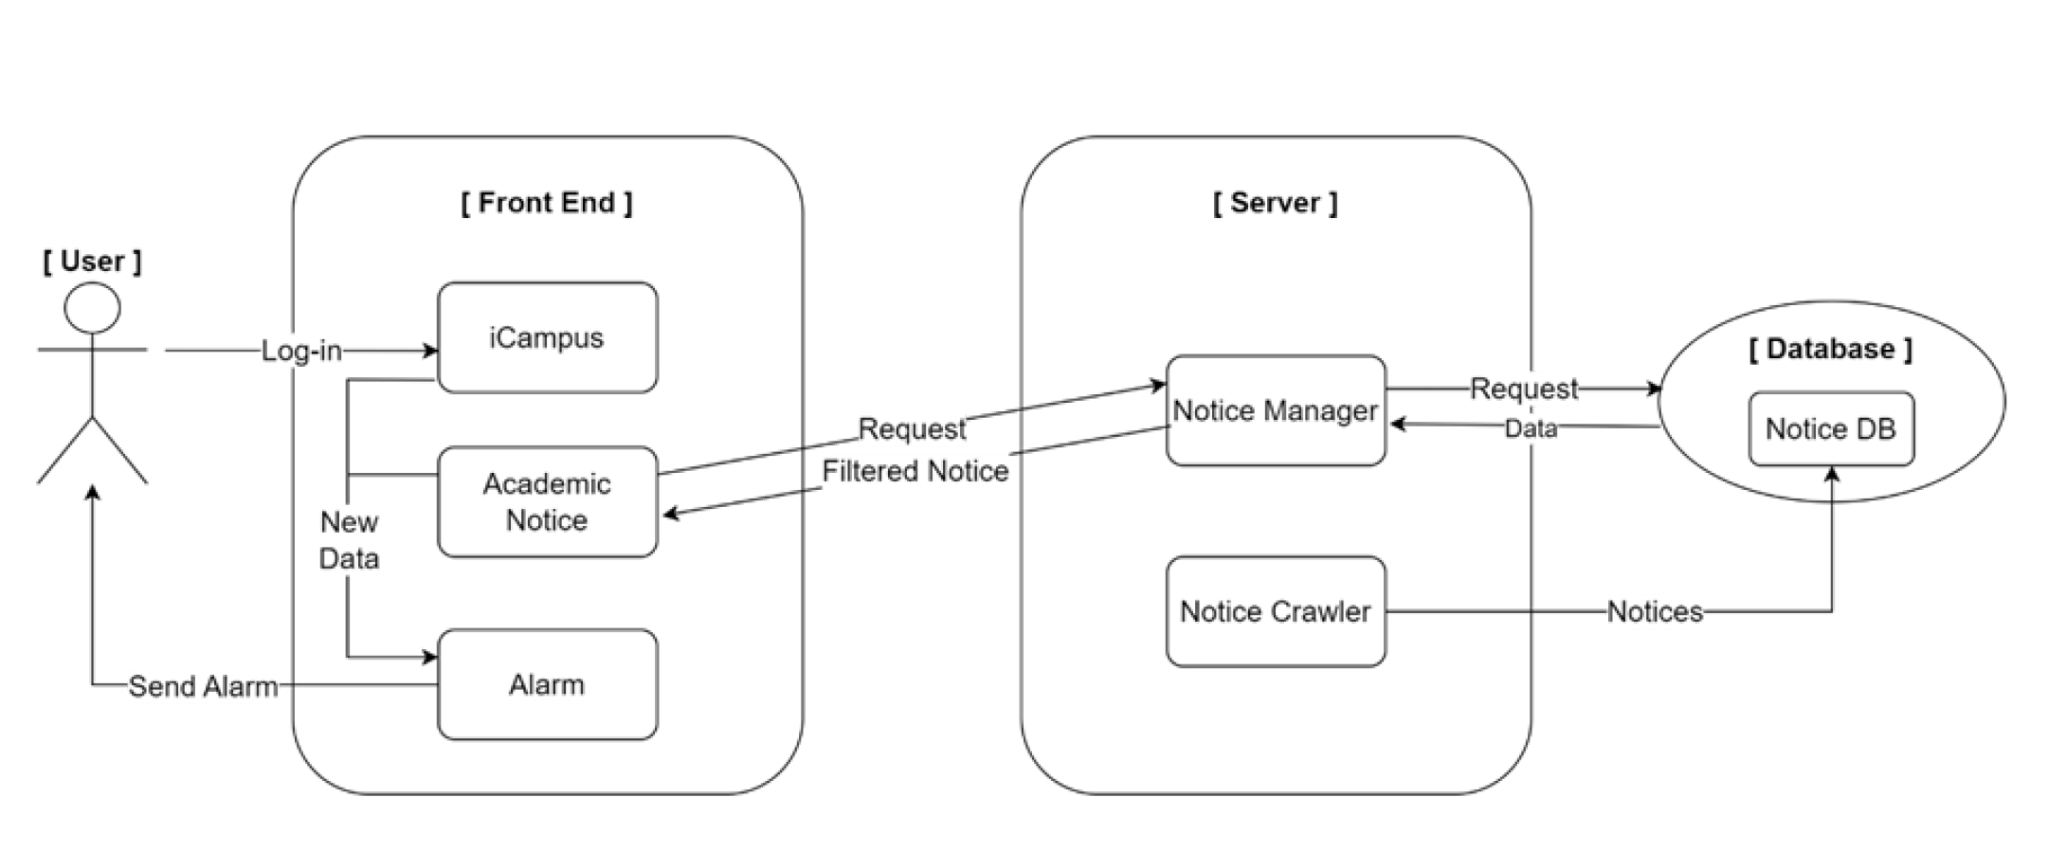 [ Front End ]
[ Server ]
[ User ]
iCampus
Log-in
[ Database ]
Request
Notice Manager
Data
Notice DB
Request
Filtered Notice
Academic
Notice
New
Data
Notice Crawler
Notices
Alarm
Send Alarm